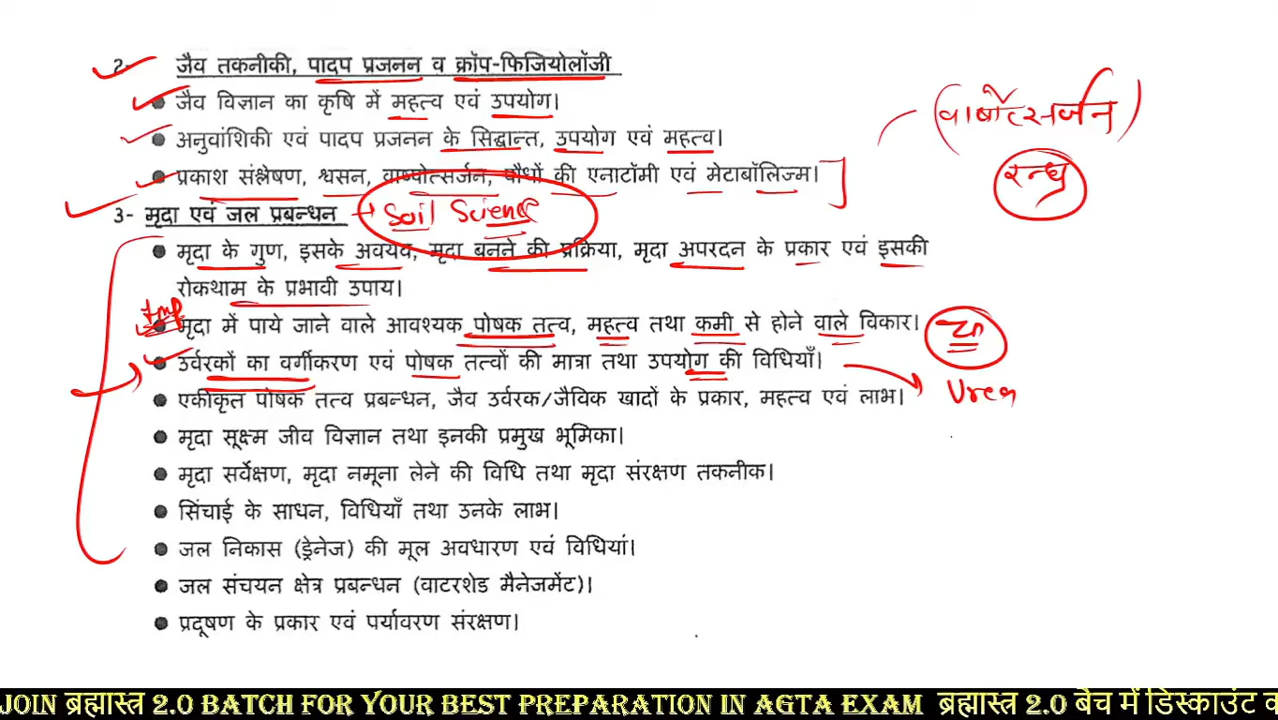 2- जैव तकनीकी, पादप प्रजनन व क्रॉप-फिजियोलॉजी
● जैव विज्ञान का कृषि में महत्व एवं उपयोग।
● अनुवांशिकी एवं पादप प्रजनन के सिद्धान्त, उपयोग एवं महत्व।
(वाष्पोत्सर्जन)
● प्रकाश संश्लेषण, श्वसन, वाष्पोत्सर्जन, पौधों की एनाटॉमी एवं मेटाबॉलिज्म।
रन्ध्र
3- मृदा एवं जल प्रबन्धन → Soil Science
● मृदा के गुण, इसके अवयव, मृदा बनने की प्रक्रिया, मृदा अपरदन के प्रकार एवं इसकी
रोकथाम के प्रभावी उपाय।
Imp
● मृदा में पाये जाने वाले आवश्यक पोषक तत्व, महत्व तथा कमी से होने वाले विकार।
● उर्वरकों का वर्गीकरण एवं पोषक तत्वों की मात्रा तथा उपयोग की विधियाँ।
Urea
● एकीकृत पोषक तत्व प्रबन्धन, जैव उर्वरक/जैविक खादों के प्रकार, महत्व एवं लाभ।
● मृदा सूक्ष्म जीव विज्ञान तथा इनकी प्रमुख भूमिका।
● मृदा सर्वेक्षण, मृदा नमूना लेने की विधि तथा मृदा संरक्षण तकनीक।
● सिंचाई के साधन, विधियाँ तथा उनके लाभ।
● जल निकास (ड्रेनेज) की मूल अवधारण एवं विधियां।
● जल संचयन क्षेत्र प्रबन्धन (वाटरशेड मैनेजमेंट)।
● प्रदूषण के प्रकार एवं पर्यावरण संरक्षण।
JOIN ब्रह्मास्त्र 2.0 BATCH FOR YOUR BEST PREPARATION IN AGTA EXAM ब्रह्मास्त्र 2.0 बैच में डिस्काउंट